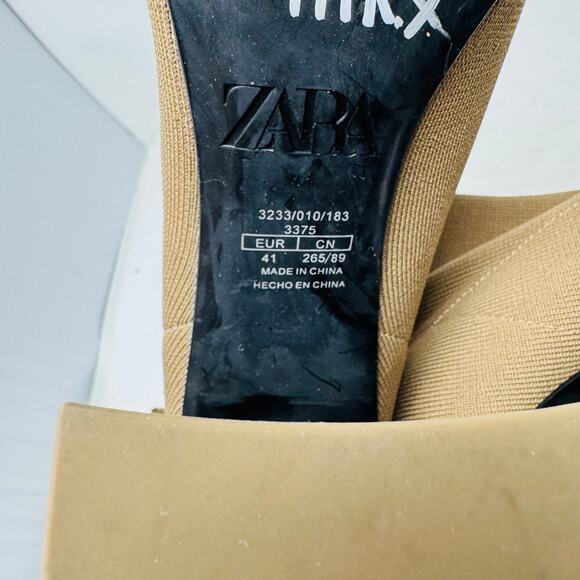 ZARA
3233/010/183
3375
EUR CN
41 265/89
MADE IN CHINA
HECHO EN CHINA